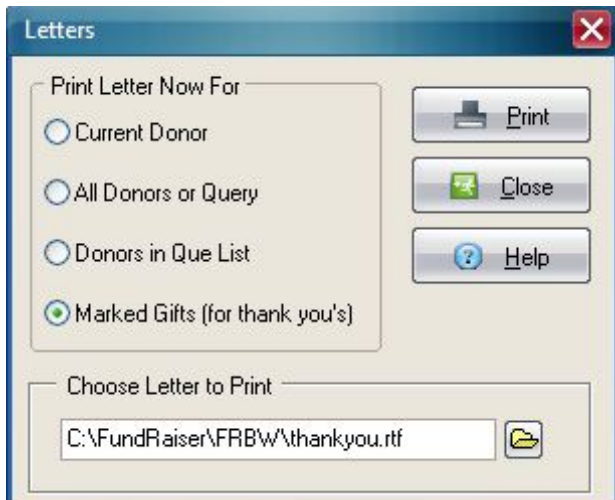 Letters
Print Letter Now For
Current Donor
All Donors or Query
Donors in Que List
Marked Gifts (for thank you's)
Print
Close
Help
Choose Letter to Print
C:\FundRaiser\FRBW\thankyou.rtf